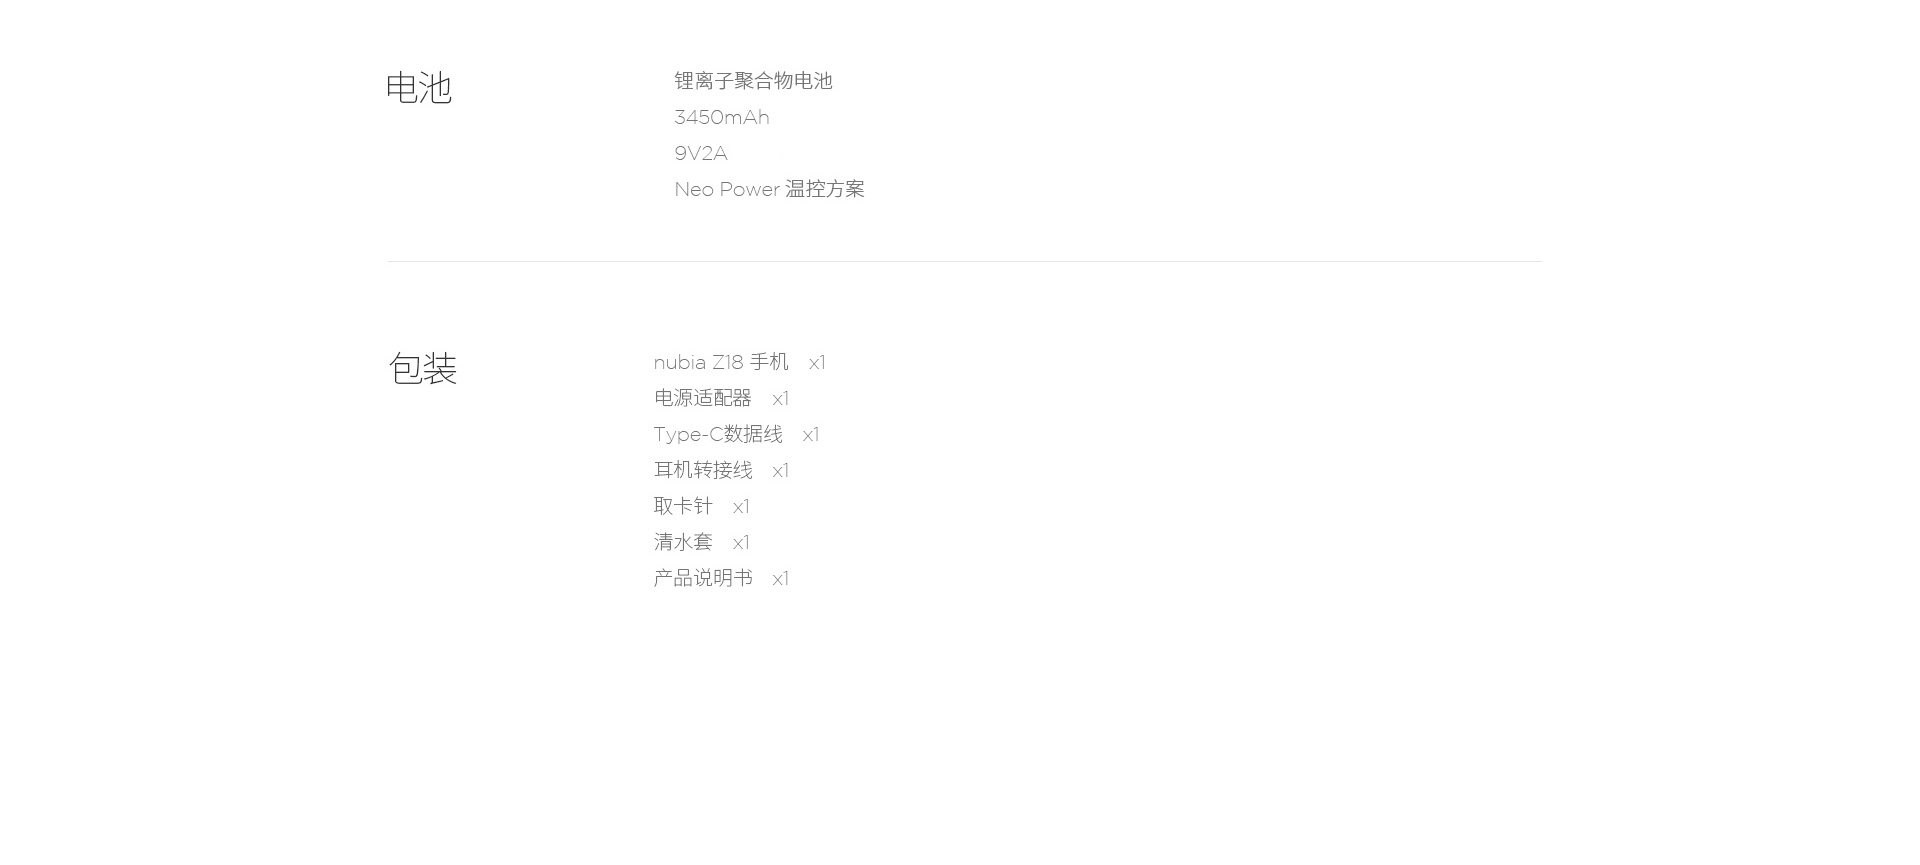 电池
锂离子聚合物电池
3450mAh
9V2A
Neo Power 温控方案
包装
nubia Z18 手机 x1
电源适配器 x1
Type-C数据线 x1
耳机转接线 x1
取卡针 x1
清水套 x1
产品说明书 x1